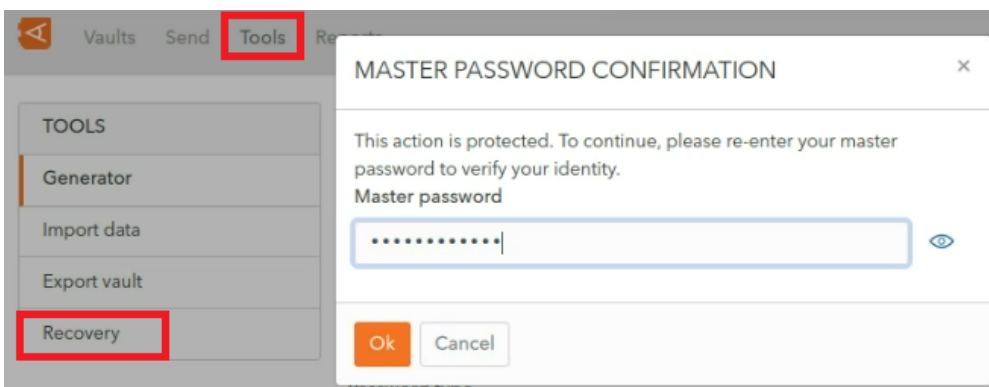 Vaults Send Tools Reports
MASTER PASSWORD CONFIRMATION
×
TOOLS
Generator
Import data
Export vault
Recovery
This action is protected. To continue, please re-enter your master
password to verify your identity.
Master password
••••••••••••
Ok Cancel